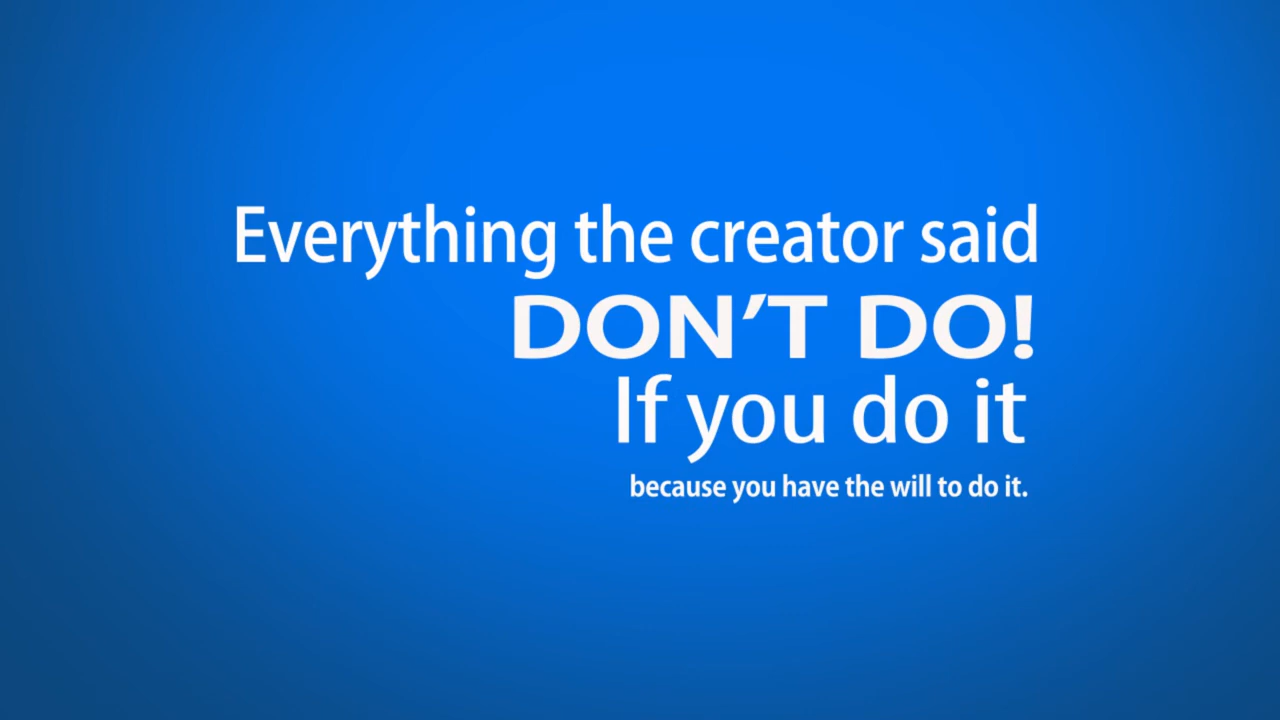 Everything the creator said
DON’T DO!
If you do it
because you have the will to do it.